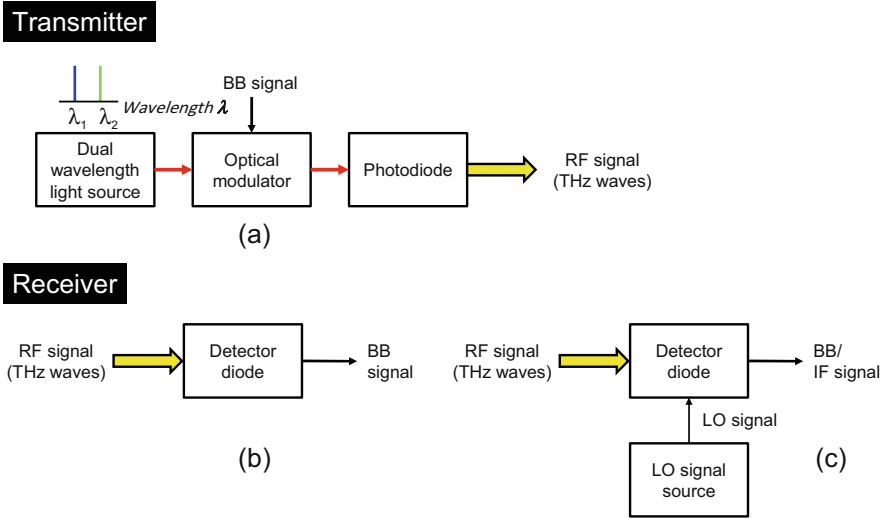 Transmitter
BB signal
Wavelength λ
λ1 λ2
Dual
wavelength
light source
Optical
modulator
Photodiode
RF signal
(THz waves)
(a)
Receiver
RF signal
(THz waves)
Detector
diode
BB
signal
(b)
RF signal
(THz waves)
Detector
diode
BB/
IF signal
LO signal
LO signal
source
(c)